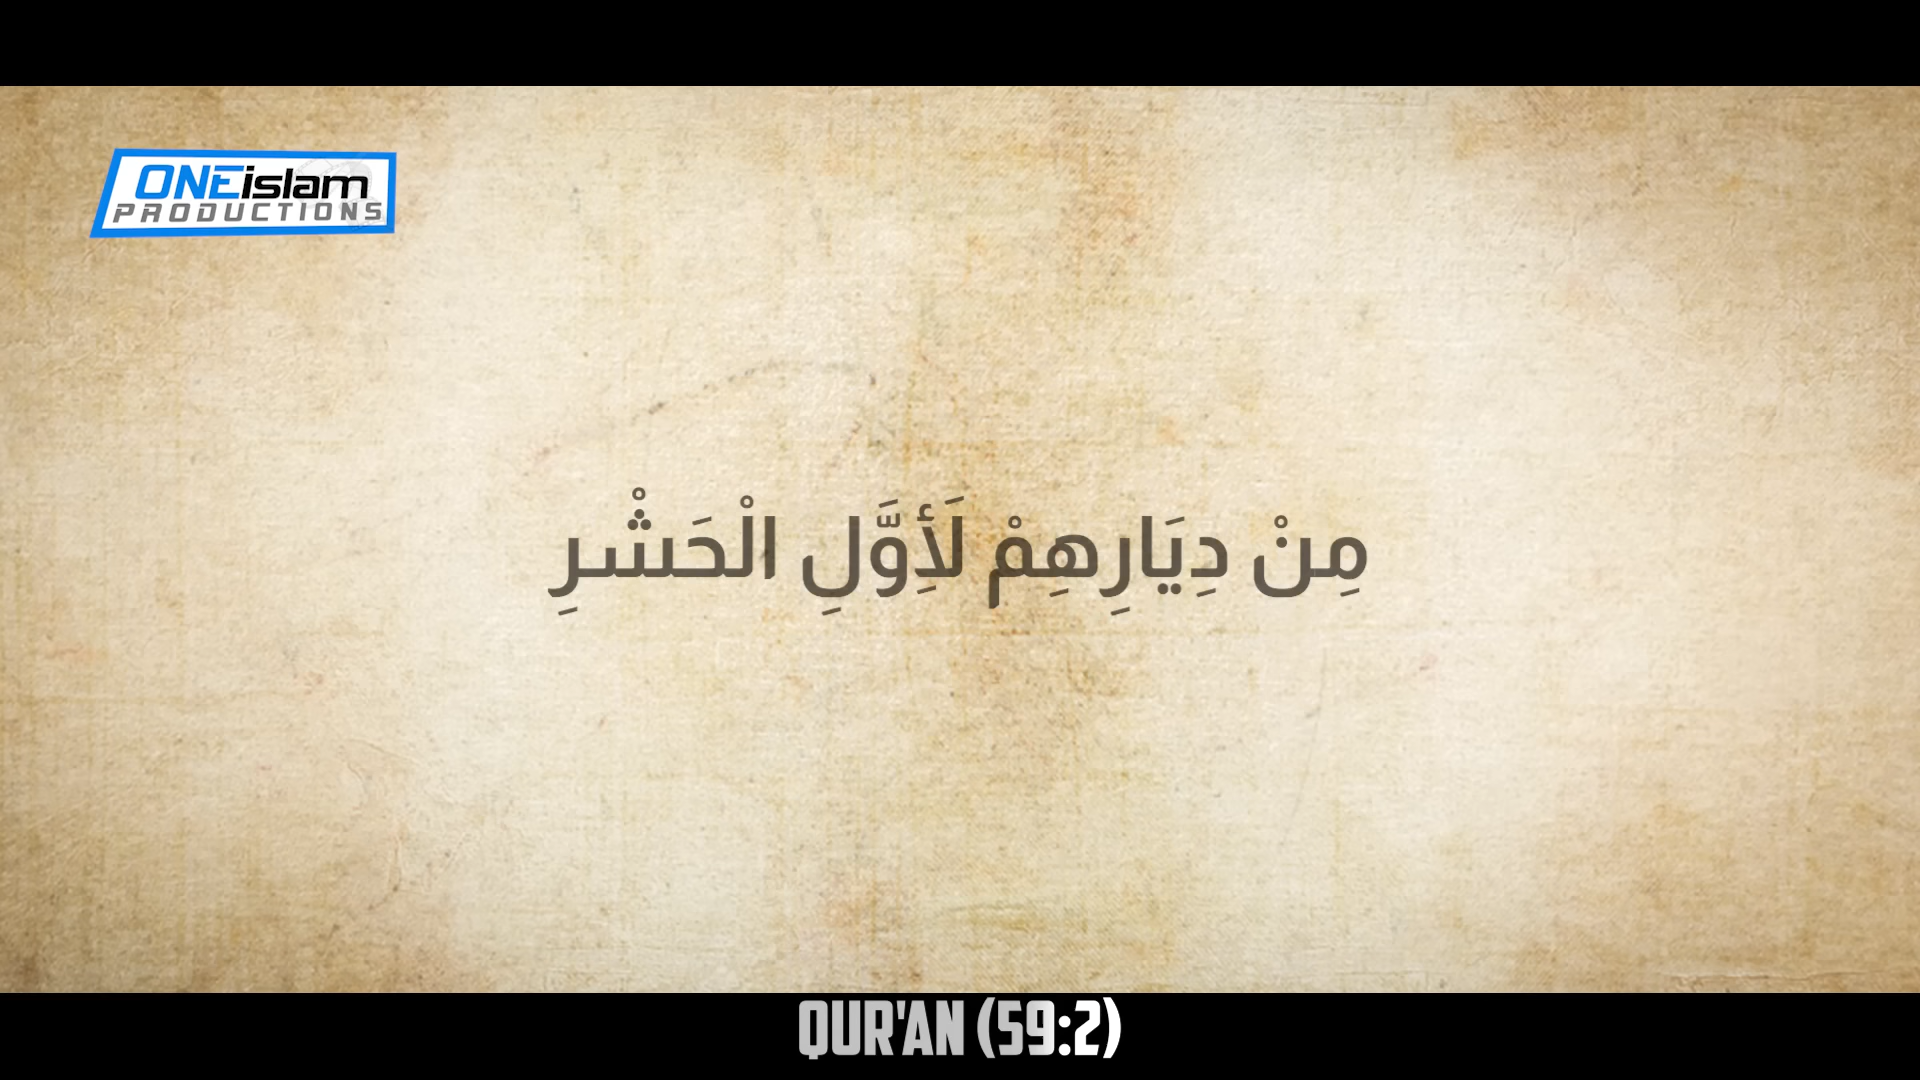 ONEislam
PRODUCTIONS
مِنْ دِيَارِهِمْ لَأِوَّلِ الْحَشْرِ
QUR'AN (59:2)